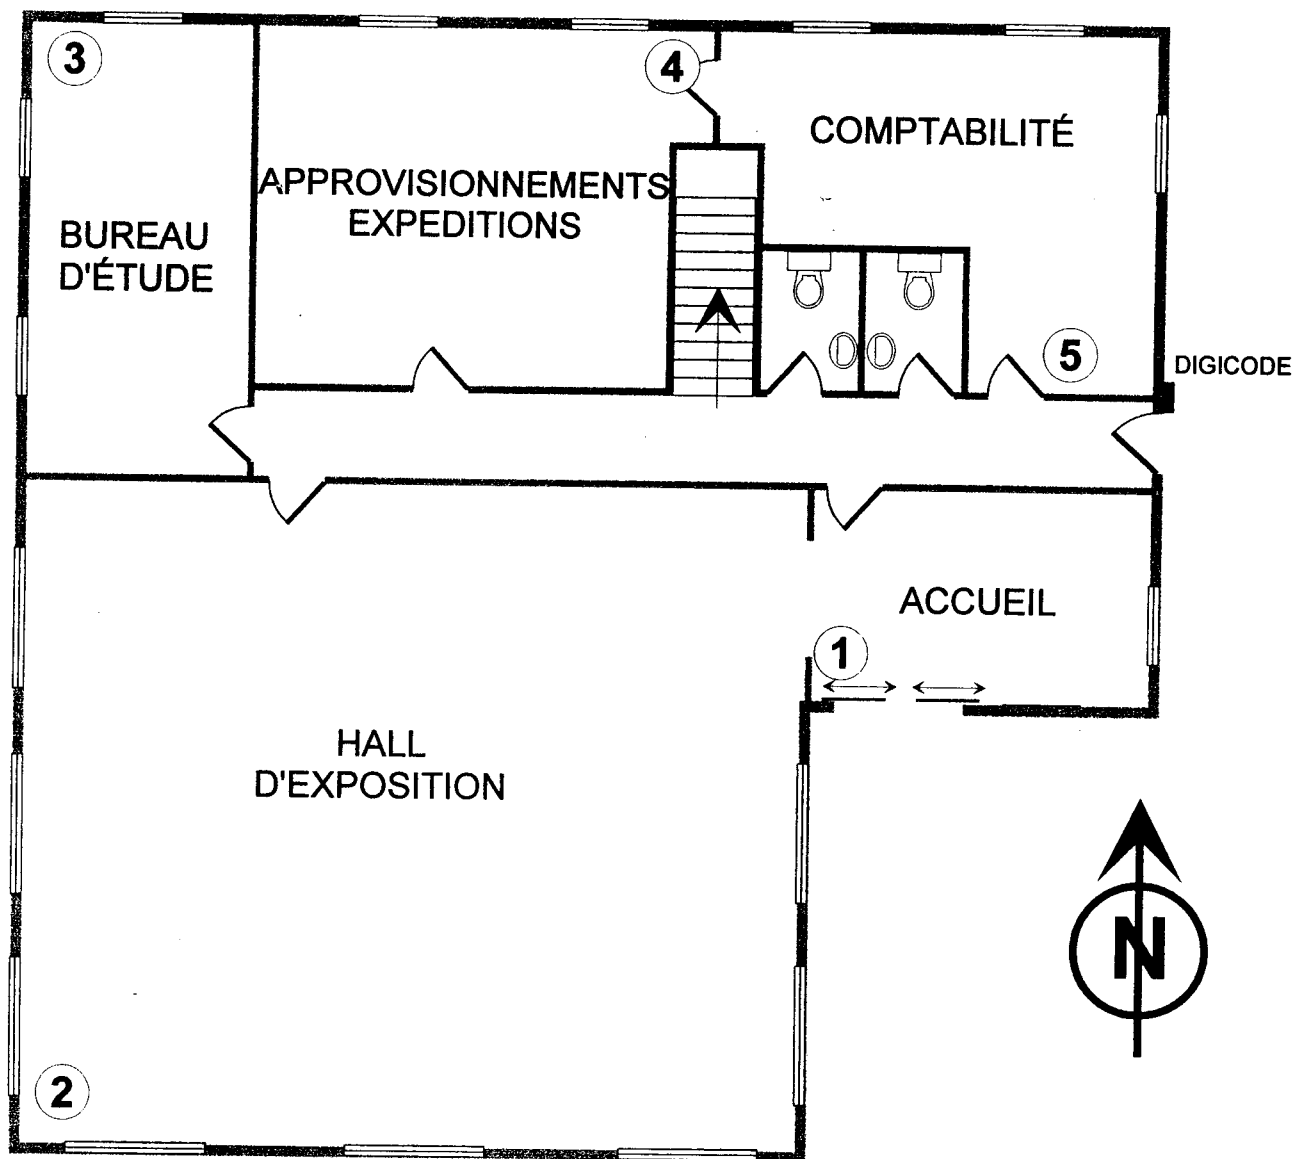 3
4
COMPTABILITÉ
APPROVISIONNEMENTS
EXPEDITIONS
BUREAU
D'ÉTUDE
5
DIGICODE
ACCUEIL
1
HALL
D'EXPOSITION
N
2